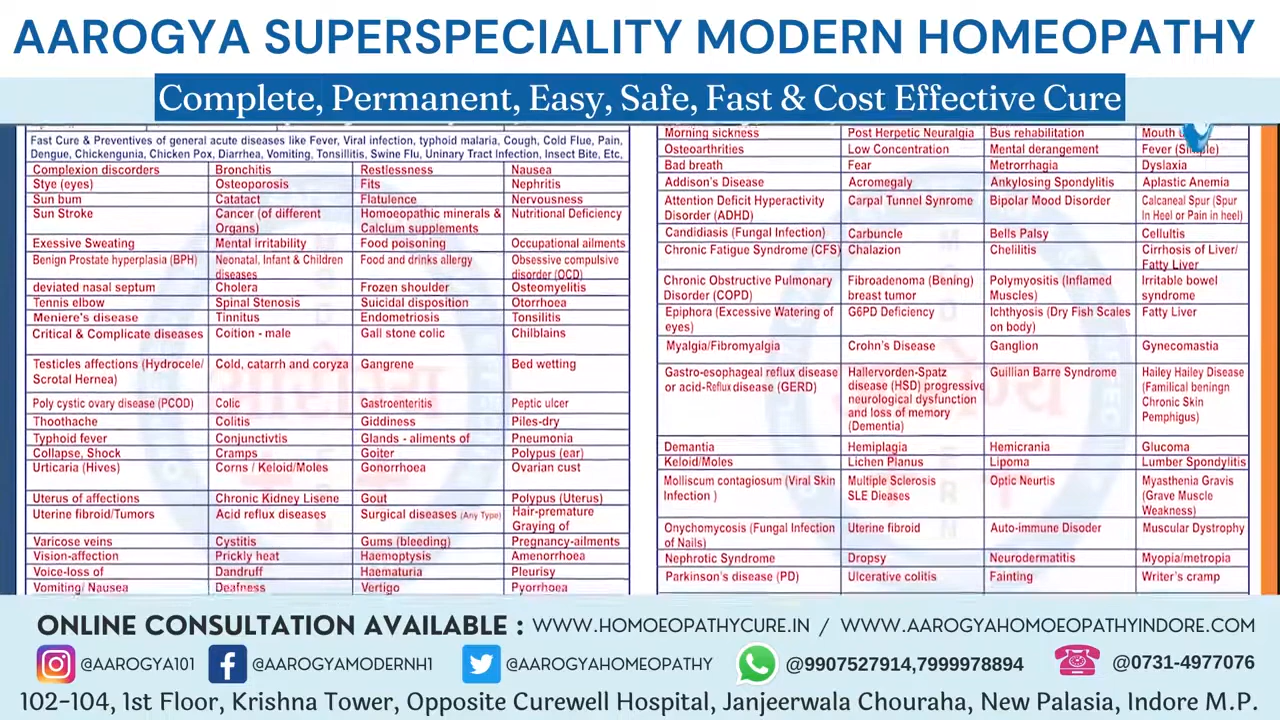 AAROGYA SUPERSPECIALITY MODERN HOMEOPATHY
Complete, Permanent, Easy, Safe, Fast & Cost Effective Cure
Fast Cure & Preventives of general acute diseases like Fever, Viral infection, typhoid malaria, Cough, Cold Flue, Pain,
Dengue, Chickengunia, Chicken Pox, Diarrhea, Vomiting, Tonsillitis, Swine Flu, Uninary Tract Infection, Insect Bite, Etc,
Complexion discorders Bronchitis Restlessness Nausea
Stye (eyes) Osteoporosis Fits Nephritis
Sun bum Catatact Flatulence Nervousness
Sun Stroke Cancer (of different Homoeopathic minerals & Nutritional Deficiency
Organs) Calclum supplements
Exessive Sweating Mental irritability Food poisoning Occupational ailments
Benign Prostate hyperplasia (BPH) Neonatal, Infant & Children Food and drinks allergy Obsessive compulsive
diseases disorder (OCD)
deviated nasal septum Cholera Frozen shoulder Osteomyelitis
Tennis elbow Spinal Stenosis Suicidal disposition Otorrhoea
Meniere's disease Tinnitus Endometriosis Tonsilitis
Critical & Complicate diseases Coition - male Gall stone colic Chilblains
Testicles affections (Hydrocele/ Cold, catarrh and coryza Gangrene Bed wetting
Scrotal Hernea)
Poly cystic ovary disease (PCOD) Colic Gastroenteritis Peptic ulcer
Thoothache Colitis Giddiness Piles-dry
Typhoid fever Conjunctivtis Glands - aliments of Pneumonia
Collapse, Shock Cramps Goiter Polypus (ear)
Urticaria (Hives) Corns / Keloid/Moles Gonorrhoea Ovarian cust
Uterus of affections Chronic Kidney Lisene Gout Polypus (Uterus)
Uterine fibroid/Tumors Acid reflux diseases Surgical diseases (Any Type) Hair-premature
Graying of
Varicose veins Cystitis Gums (bleeding) Pregnancy-ailments
Vision-affection Prickly heat Haemoptysis Amenorrhoea
Voice-loss of Dandruff Haematuria Pleurisy
Vomiting/ Nausea Deafness Vertigo Pyorrhoea
Morning sickness Post Herpetic Neuralgia Bus rehabilitation Mouth
Osteoarthrities Low Concentration Mental derangement Fever (Simple)
Bad breath Fear Metrorrhagia Dyslaxia
Addison's Disease Acromegaly Ankylosing Spondylitis Aplastic Anemia
Attention Deficit Hyperactivity Carpal Tunnel Synrome Bipolar Mood Disorder Calcaneal Spur (Spur
Disorder (ADHD) In Heel or Pain in heel)
Candidiasis (Fungal Infection) Carbuncle Bells Palsy Cellultis
Chronic Fatigue Syndrome (CFS) Chalazion Chelilitis Cirrhosis of Liver/
Fatty Liver
Chronic Obstructive Pulmonary Fibroadenoma (Bening) Polymyositis (Inflamed Irritable bowel
Disorder (COPD) breast tumor Muscles) syndrome
Epiphora (Excessive Watering of G6PD Deficiency Ichthyosis (Dry Fish Scales Fatty Liver
eyes) on body)
Myalgia/Fibromyalgia Crohn's Disease Ganglion Gynecomastia
Gastro-esophageal reflux disease Hallervorden-Spatz Guillian Barre Syndrome Hailey Hailey Disease
or acid-Reflux disease (GERD) disease (HSD) progressive (Familical beningn
neurological dysfunction Chronic Skin
and loss of memory Pemphigus)
(Dementia)
Demantia Hemiplagia Hemicrania Glucoma
Keloid/Moles Lichen Planus Lipoma Lumber Spondylitis
Molliscum contagiosum (Viral Skin Multiple Sclerosis Optic Neurtis Myasthenia Gravis
Infection ) SLE Dieases (Grave Muscle
Weakness)
Onychomycosis (Fungal Infection Uterine fibroid Auto-immune Disoder Muscular Dystrophy
of Nails)
Nephrotic Syndrome Dropsy Neurodermatitis Myopia/metropia
Parkinson's disease (PD) Ulcerative colitis Fainting Writer's cramp
ONLINE CONSULTATION AVAILABLE : WWW.HOMOEOPATHYCURE.IN / WWW.AAROGYAHOMOEOPATHYINDORE.COM
@AAROGYA101 @AAROGYAMODERNH1 @AAROGYAHOMEOPATHY @9907527914,7999978894 @0731-4977076
102-104, 1st Floor, Krishna Tower, Opposite Curewell Hospital, Janjeerwala Chouraha, New Palasia, Indore M.P.